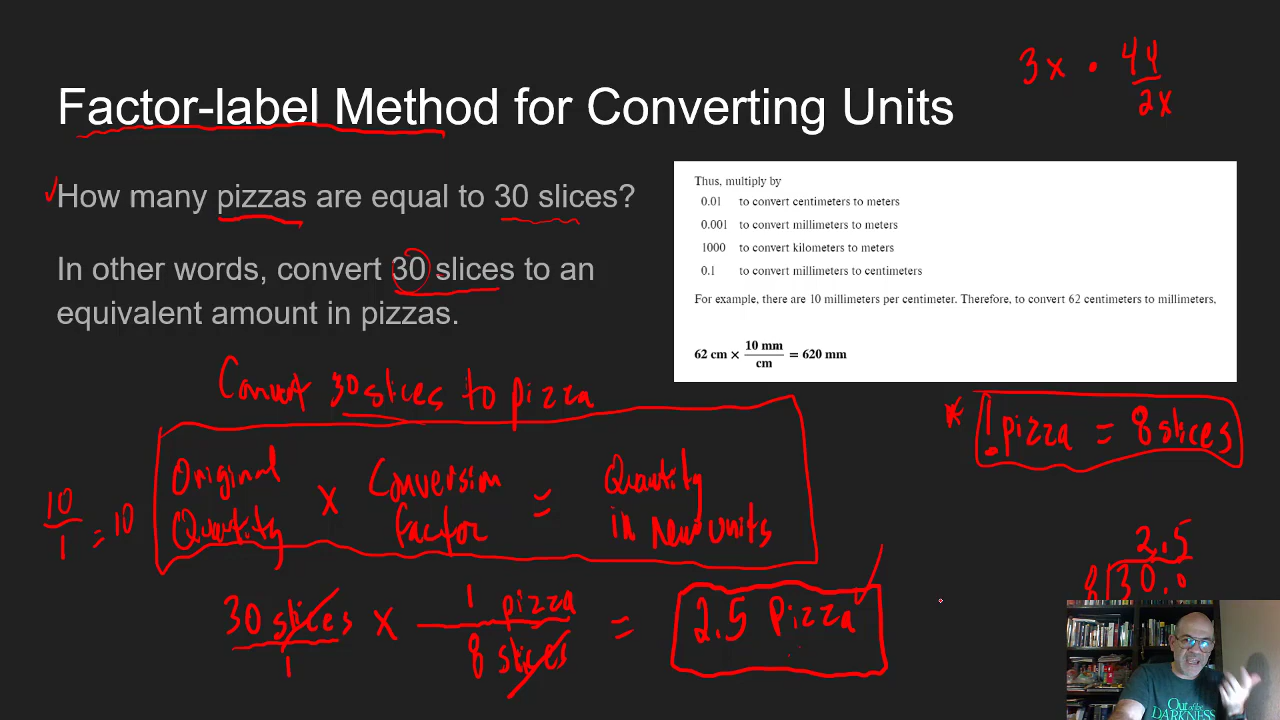 Factor-label Method for Converting Units
3x · 44
2x
How many pizzas are equal to 30 slices?
In other words, convert 30 slices to an
equivalent amount in pizzas.
Thus, multiply by
0.01 to convert centimeters to meters
0.001 to convert millimeters to meters
1000 to convert kilometers to meters
0.1 to convert millimeters to centimeters
For example, there are 10 millimeters per centimeter. Therefore, to convert 62 centimeters to millimeters,
62 cm × 10 mm
cm
= 620 mm
Convert 30 slices to pizza
* 1 pizza = 8 slices
Original
Quantity
x
Conversion
factor
=
Quantity
in New units
10
1
= 10
30 slices
1
x
1 pizza
8 slices
=
2.5 Pizza
2.5
8 30.0
Out of the
DARKNESS